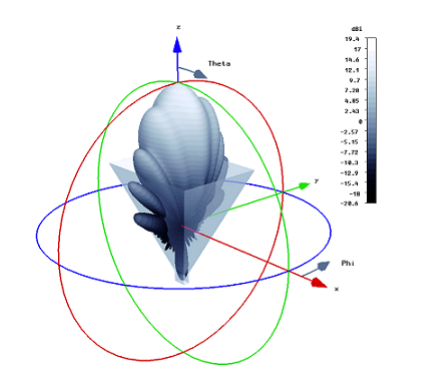 z
Theta
y
Phi
x
dBi
19.4
17
14.6
12.1
9.7
7.28
4.85
2.43
0
-2.57
-5.15
-7.72
-10.3
-12.9
-15.4
-18
-20.6